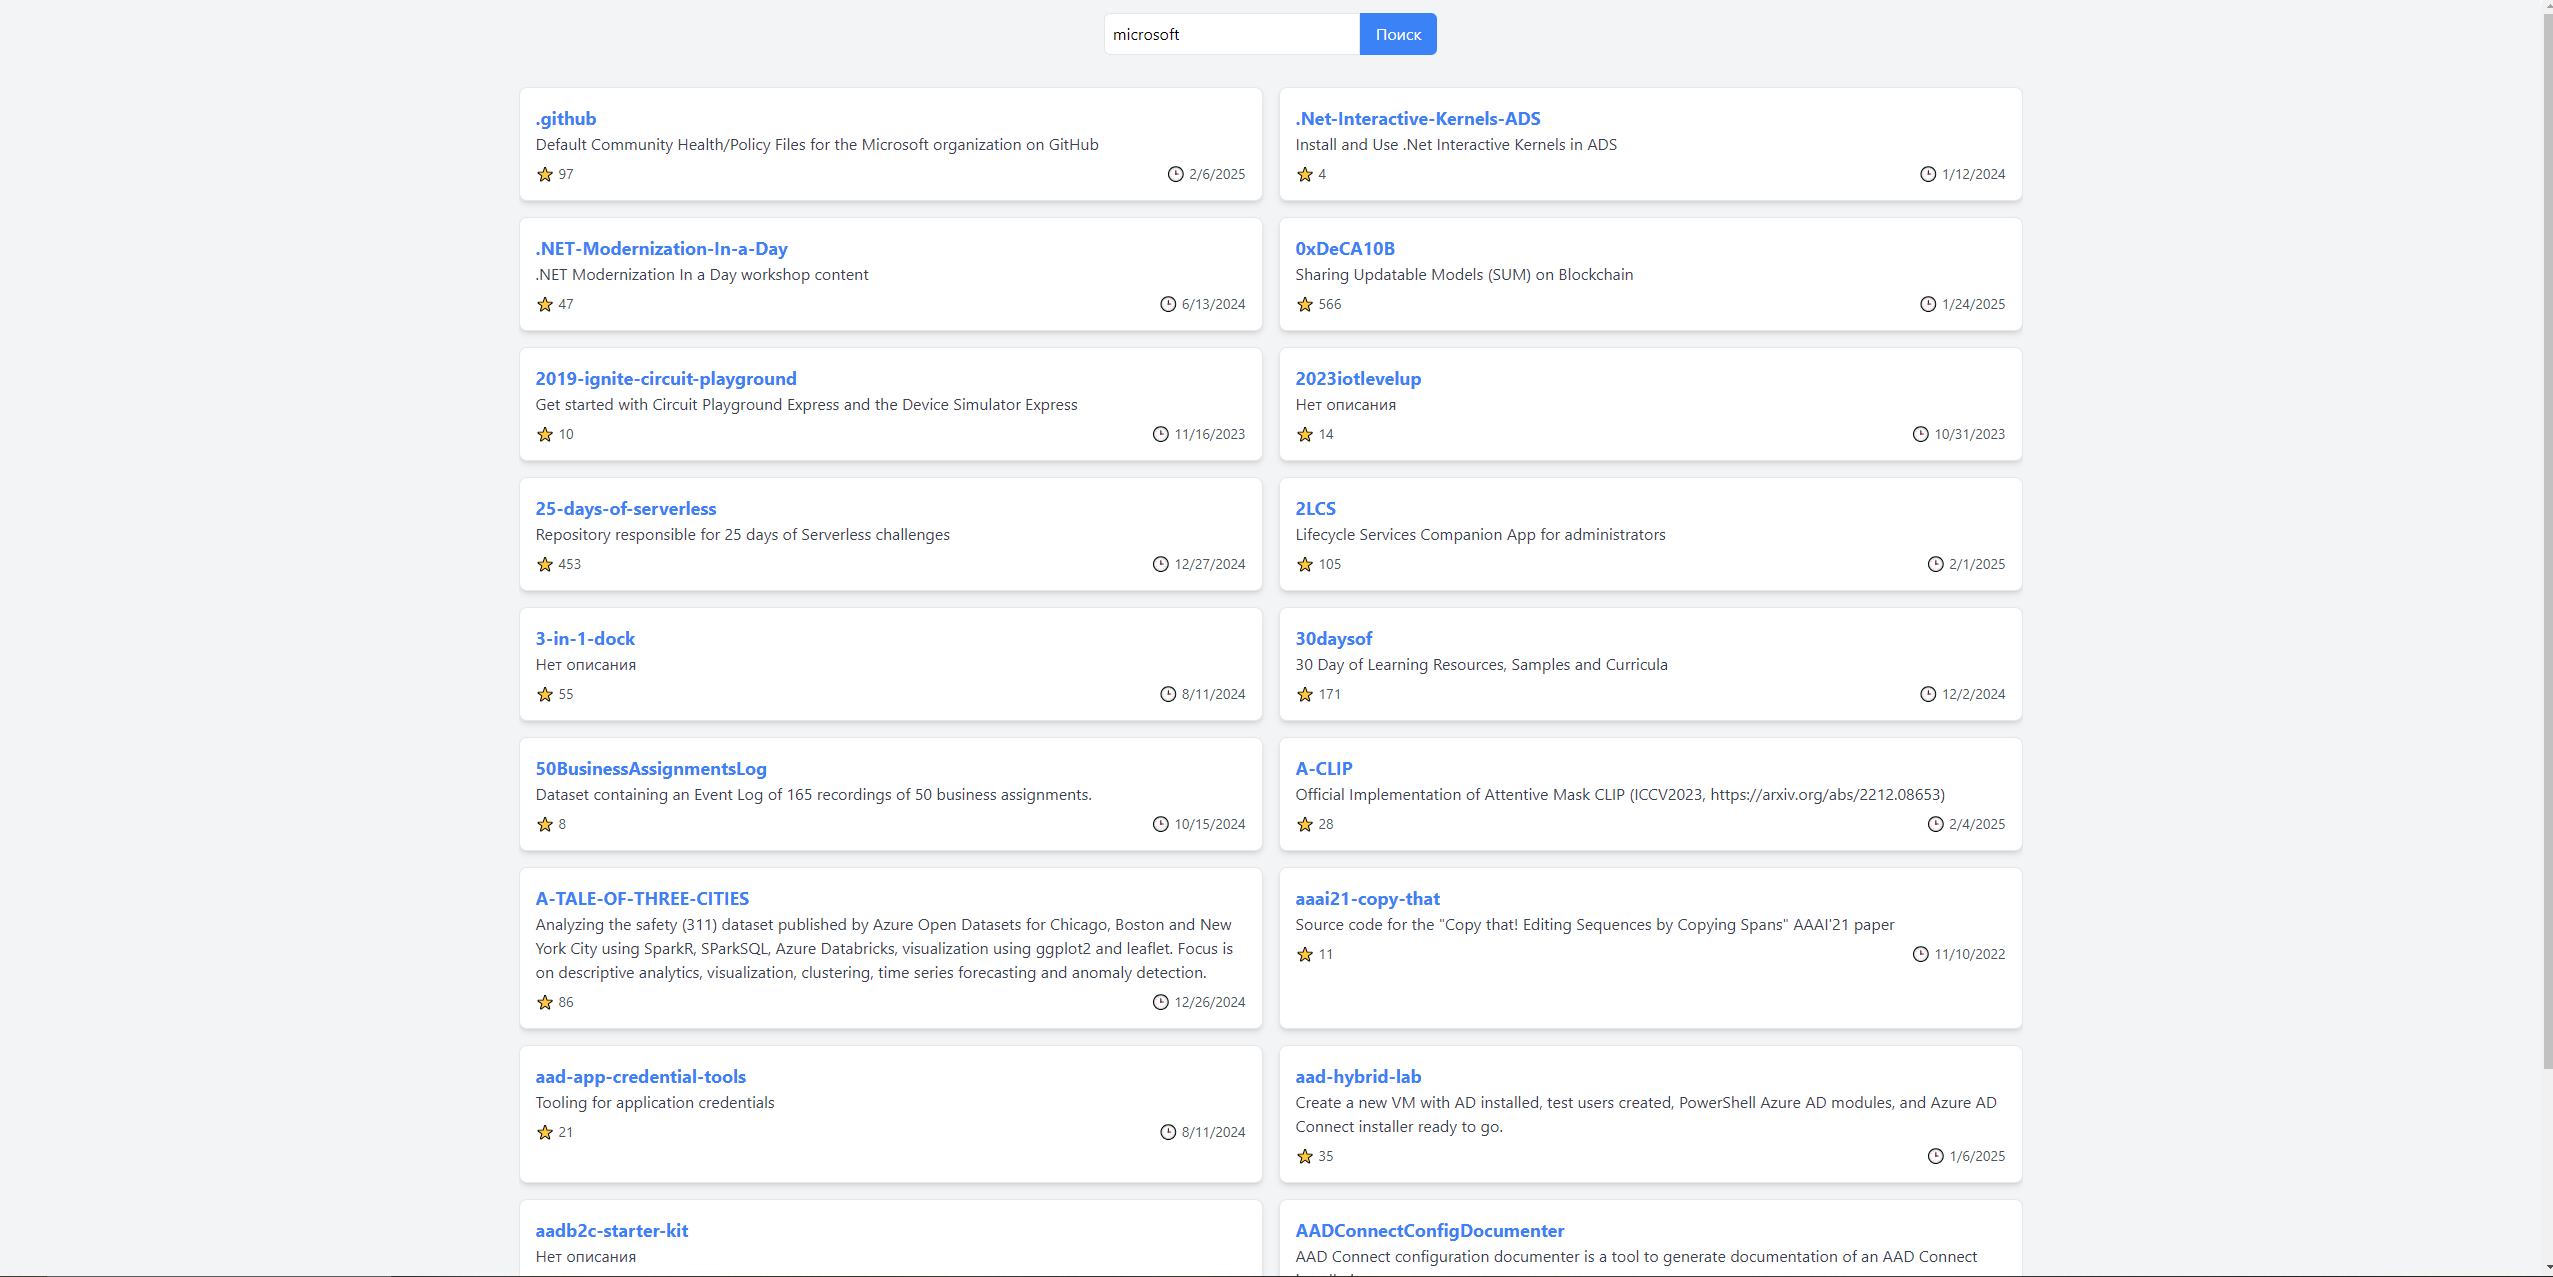 microsoft Поиск
.github
Default Community Health/Policy Files for the Microsoft organization on GitHub
97 2/6/2025
.Net-Interactive-Kernels-ADS
Install and Use .Net Interactive Kernels in ADS
4 1/12/2024
.NET-Modernization-In-a-Day
.NET Modernization In a Day workshop content
47 6/13/2024
0xDeCA10B
Sharing Updatable Models (SUM) on Blockchain
566 1/24/2025
2019-ignite-circuit-playground
Get started with Circuit Playground Express and the Device Simulator Express
10 11/16/2023
2023iotlevelup
Нет описания
14 10/31/2023
25-days-of-serverless
Repository responsible for 25 days of Serverless challenges
453 12/27/2024
2LCS
Lifecycle Services Companion App for administrators
105 2/1/2025
3-in-1-dock
Нет описания
55 8/11/2024
30daysof
30 Day of Learning Resources, Samples and Curricula
171 12/2/2024
50BusinessAssignmentsLog
Dataset containing an Event Log of 165 recordings of 50 business assignments.
8 10/15/2024
A-CLIP
Official Implementation of Attentive Mask CLIP (ICCV2023, https://arxiv.org/abs/2212.08653)
28 2/4/2025
A-TALE-OF-THREE-CITIES
Analyzing the safety (311) dataset published by Azure Open Datasets for Chicago, Boston and New
York City using SparkR, SParkSQL, Azure Databricks, visualization using ggplot2 and leaflet. Focus is
on descriptive analytics, visualization, clustering, time series forecasting and anomaly detection.
86 12/26/2024
aaai21-copy-that
Source code for the "Copy that! Editing Sequences by Copying Spans" AAAI'21 paper
11 11/10/2022
aad-app-credential-tools
Tooling for application credentials
21 8/11/2024
aad-hybrid-lab
Create a new VM with AD installed, test users created, PowerShell Azure AD modules, and Azure AD
Connect installer ready to go.
35 1/6/2025
aadb2c-starter-kit
Нет описания
AADConnectConfigDocumenter
AAD Connect configuration documenter is a tool to generate documentation of an AAD Connect